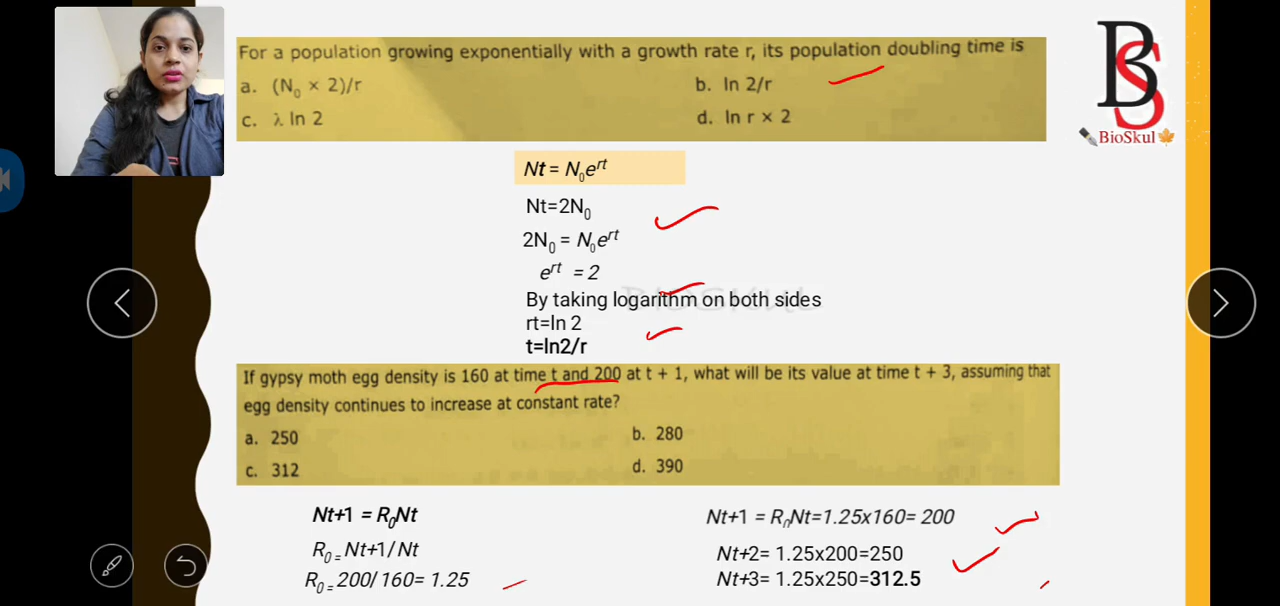 For a population growing exponentially with a growth rate r, its population doubling time is
a. (N₀ × 2)/r
b. ln 2/r
c. λ ln 2
d. ln r × 2
BS
BioSkul
Nt = N₀eʳᵗ
Nt=2N₀
2N₀ = N₀eʳᵗ
eʳᵗ = 2
BIOSKUL
By taking logarithm on both sides
rt=ln 2
t=ln2/r
If gypsy moth egg density is 160 at time t and 200 at t + 1, what will be its value at time t + 3, assuming that
egg density continues to increase at constant rate?
a. 250
b. 280
c. 312
d. 390
Nt+1 = R₀Nt
R₀ = Nt+1/Nt
R₀ = 200/160= 1.25
Nt+1 = R₀Nt=1.25x160= 200
Nt+2= 1.25x200=250
Nt+3= 1.25x250=312.5